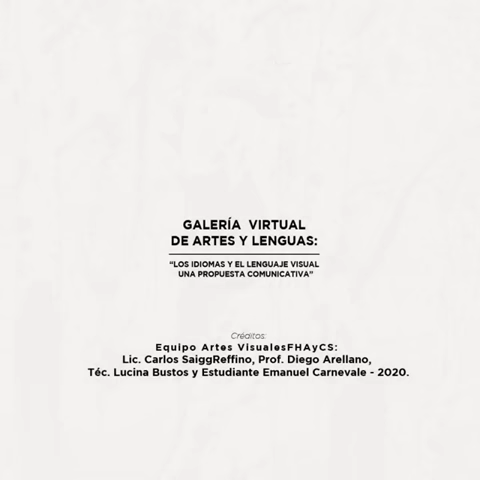 GALERÍA VIRTUAL
DE ARTES Y LENGUAS:
“LOS IDIOMAS Y EL LENGUAJE VISUAL
UNA PROPUESTA COMUNICATIVA”
Créditos:
Equipo Artes VisualesFHAyCS:
Lic. Carlos SaiggReffino, Prof. Diego Arellano,
Téc. Lucina Bustos y Estudiante Emanuel Carnevale - 2020.